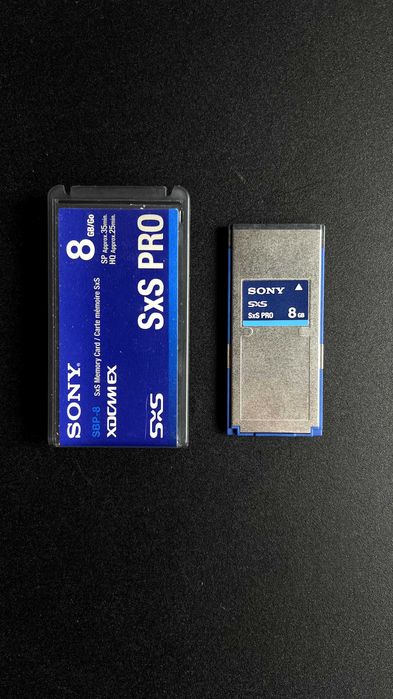 SONY
SBP-8 SxS Memory Card / Carte mémoire SxS
XDCAM EX
SxS
8 GB/Go
SP Approx.35min.
HQ Approx.25min.
SxS PRO
SONY
SxS
SxS PRO 8 GB